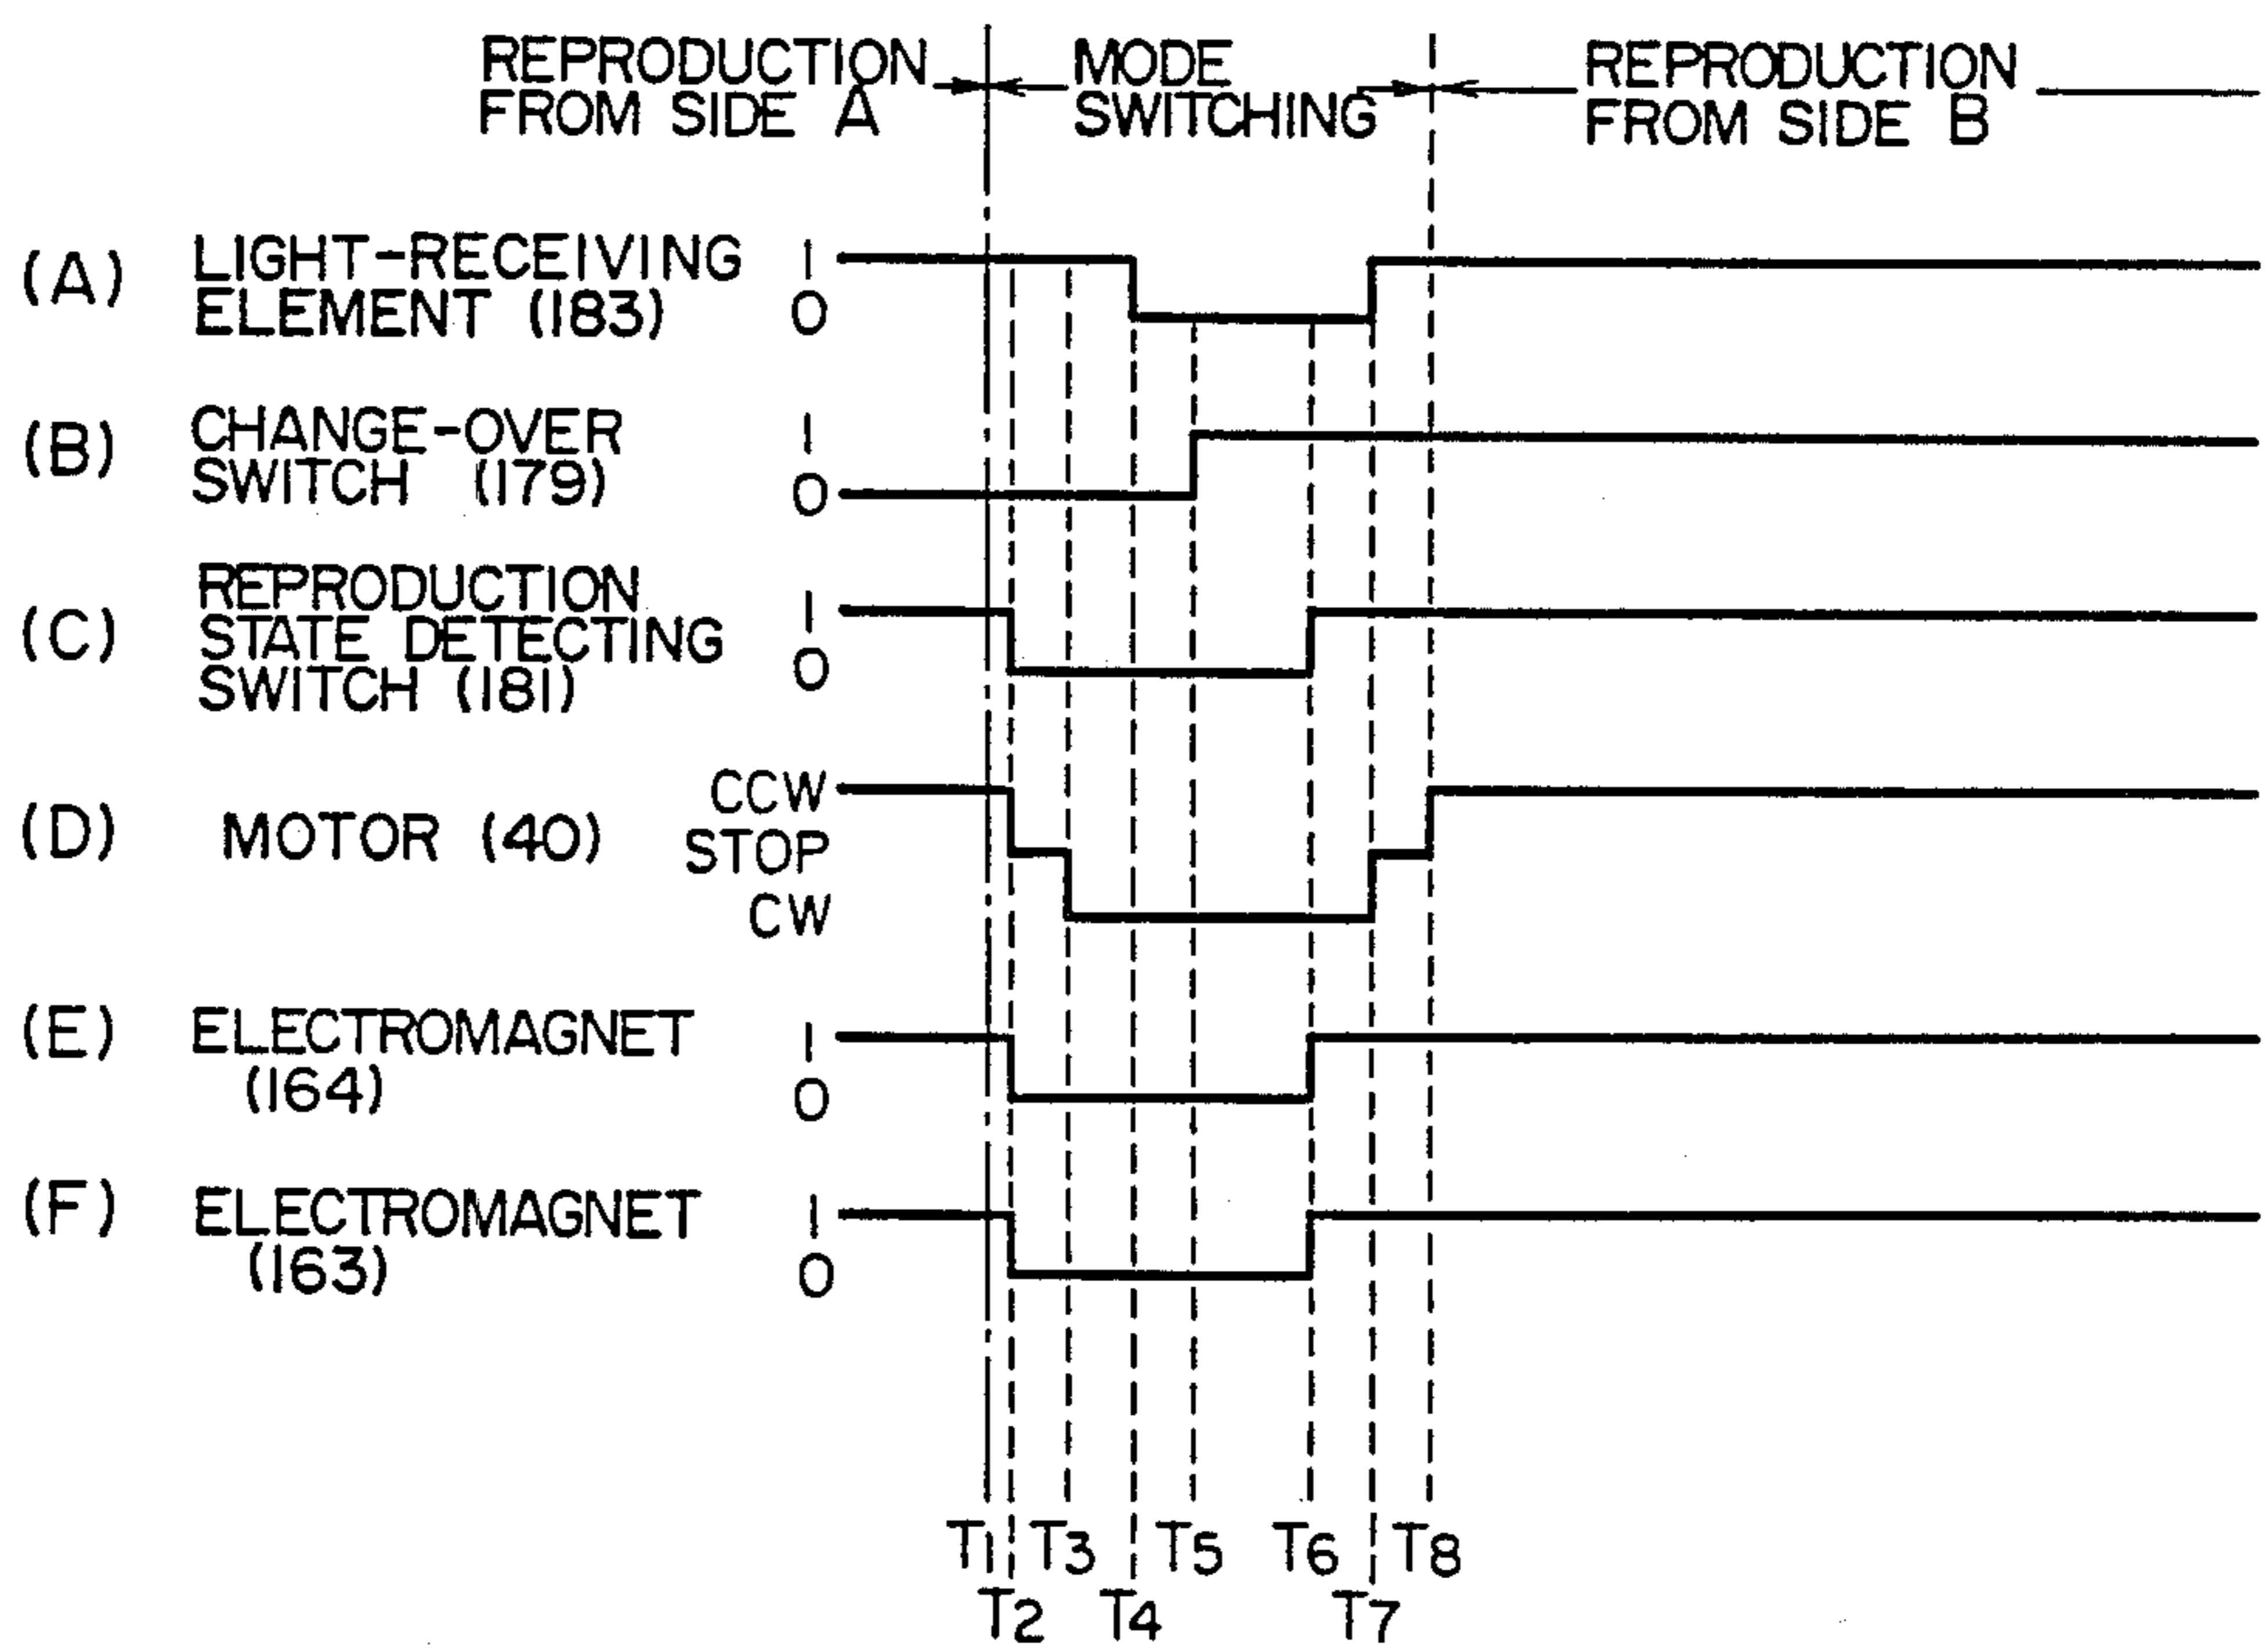 REPRODUCTION
FROM SIDE A
MODE
SWITCHING
REPRODUCTION
FROM SIDE B
(A) LIGHT-RECEIVING
ELEMENT (183)
1
0
(B) CHANGE-OVER
SWITCH (179)
1
0
(C) REPRODUCTION
STATE DETECTING
SWITCH (181)
1
0
(D) MOTOR (40)
CCW
STOP
CW
(E) ELECTROMAGNET
(164)
1
0
(F) ELECTROMAGNET
(163)
1
0
T1 T3 T5 T6 T8
T2 T4 T7